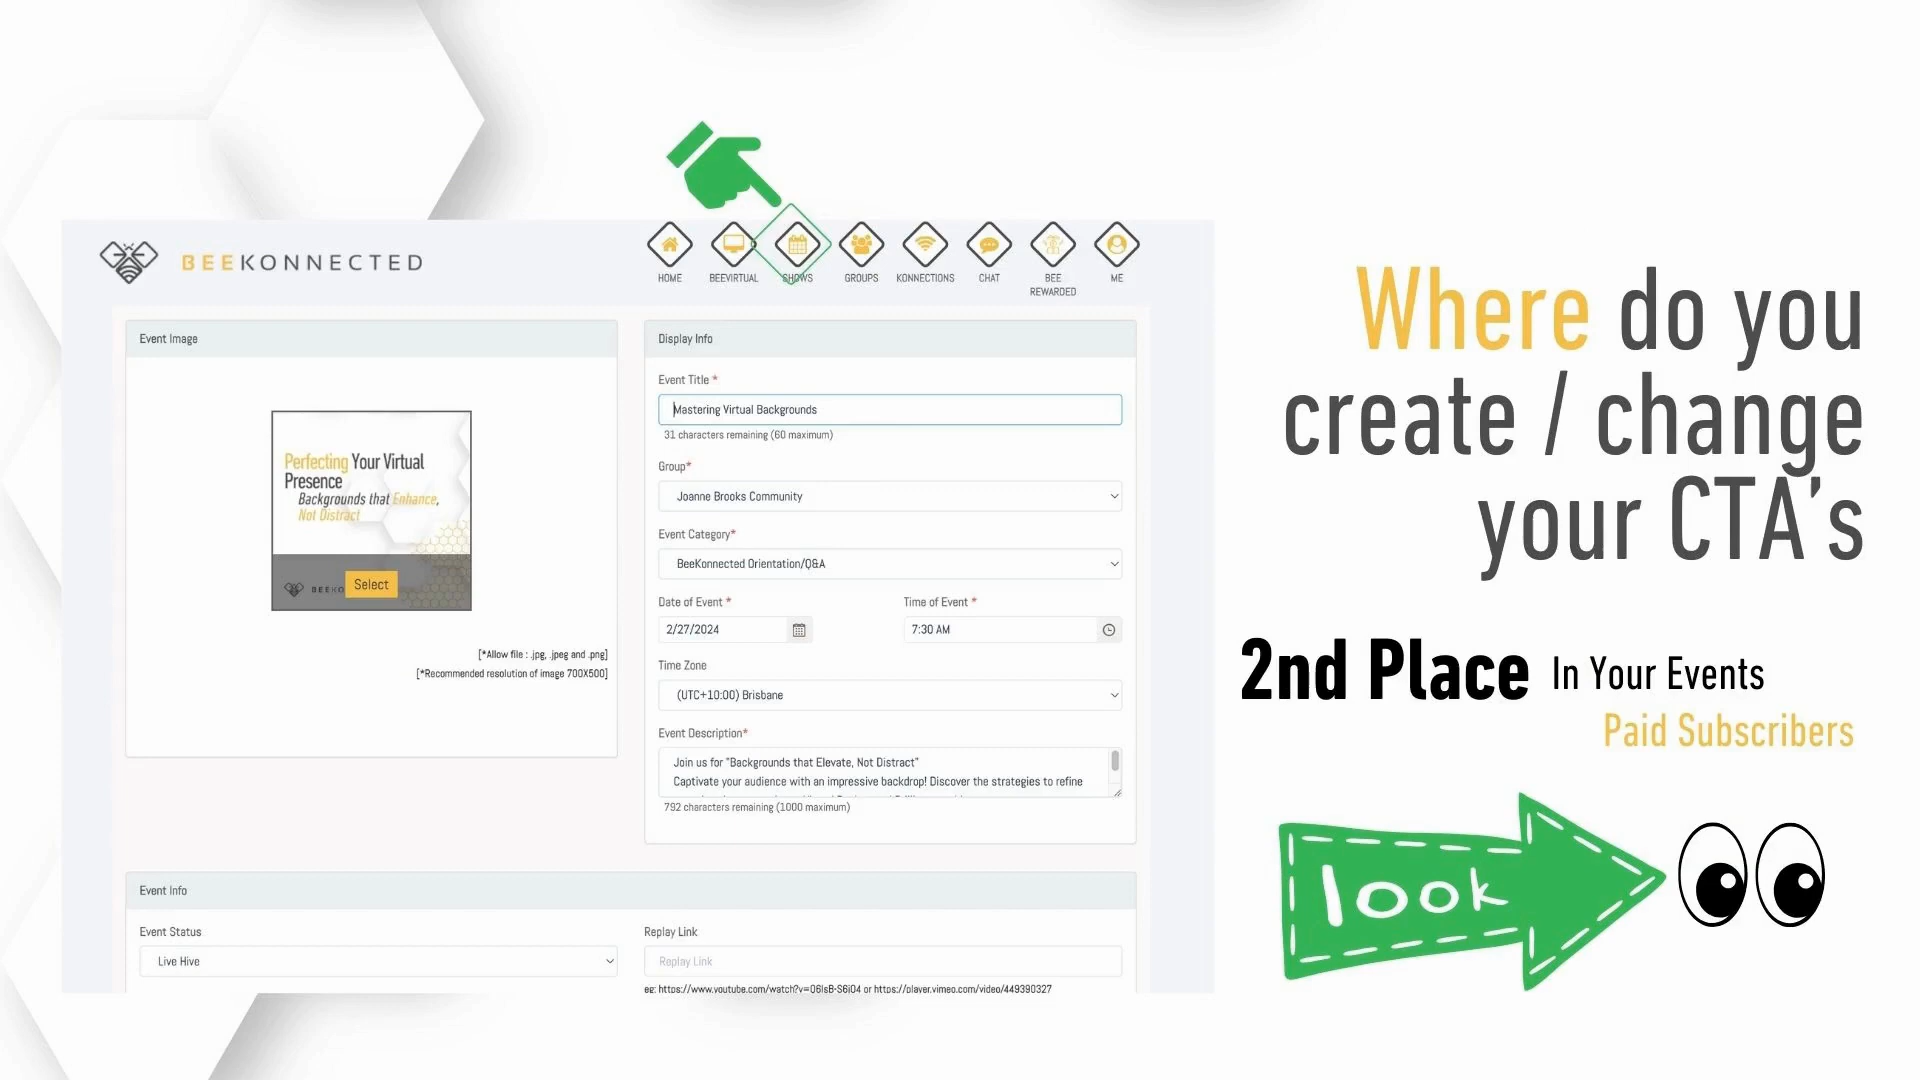 BEEKONNECTED
HOME
BEEVIRTUAL
SHOWS
GROUPS
KONNECTIONS
CHAT
BEE
REWARDED
ME
Event Image
Perfecting Your Virtual
Presence
Backgrounds that Enhance,
Not Distract
BEEKO
Select
[*Allow file : .jpg, .jpeg and .png]
[*Recommended resolution of image 700X500]
Display Info
Event Title *
Mastering Virtual Backgrounds
31 characters remaining (60 maximum)
Group*
Joanne Brooks Community
Event Category*
BeeKonnected Orientation/Q&A
Date of Event *
Time of Event *
2/27/2024
7:30 AM
Time Zone
(UTC+10:00) Brisbane
Event Description*
Join us for "Backgrounds that Elevate, Not Distract"
Captivate your audience with an impressive backdrop! Discover the strategies to refine
792 characters remaining (1000 maximum)
Event Info
Event Status
Live Hive
Replay Link
Replay Link
eg: https://www.youtube.com/watch?v=Q6IsB-S6j04 or https://player.vimeo.com/video/449390327
Where do you
create / change
your CTA's
2nd Place In Your Events
Paid Subscribers
look